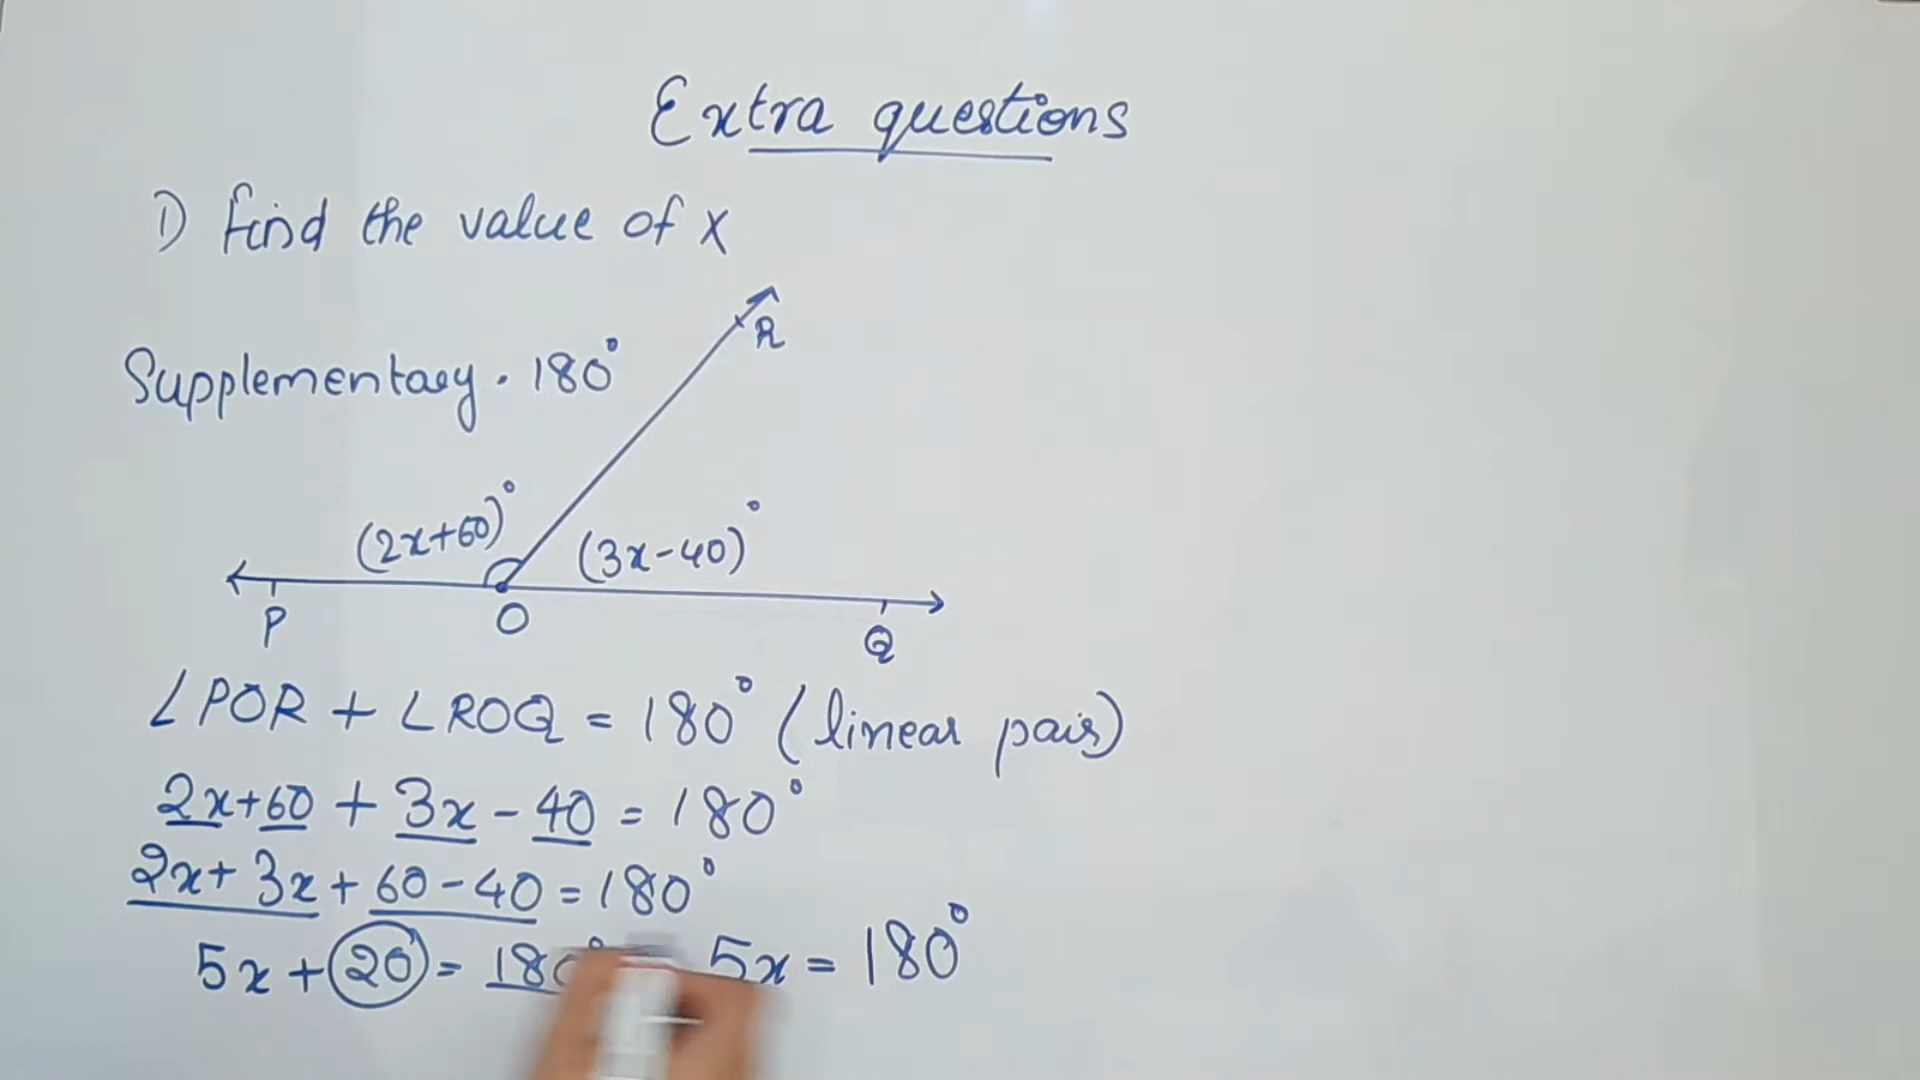 Extra questions
1) Find the value of x
R
Supplementary . 180°
(2x+60)° (3x-40)°
P O Q
∠POR + ∠ROQ = 180° (linear pair)
2x+60 + 3x - 40 = 180°
2x+ 3x + 60 - 40 = 180°
5x + 20 = 180° 5x = 180°